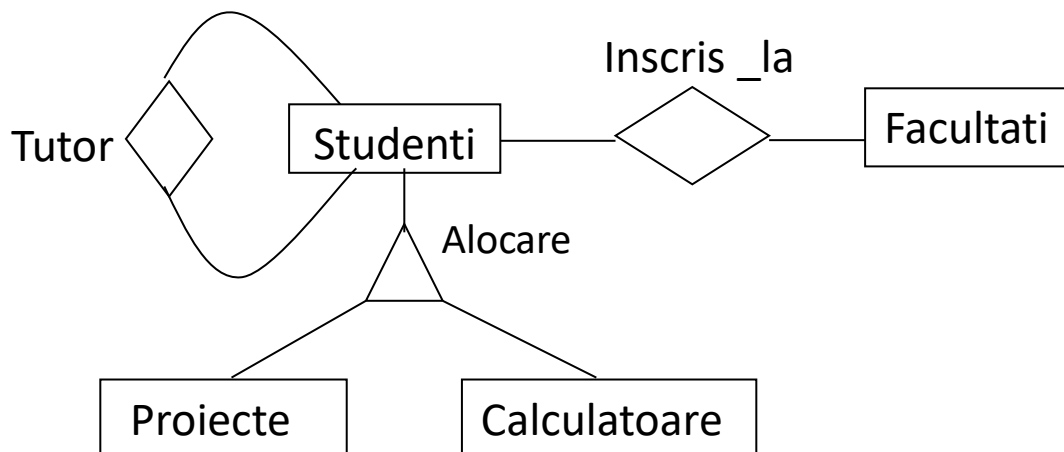 Inscris _la
Tutor
Studenti
Facultati
Alocare
Proiecte
Calculatoare